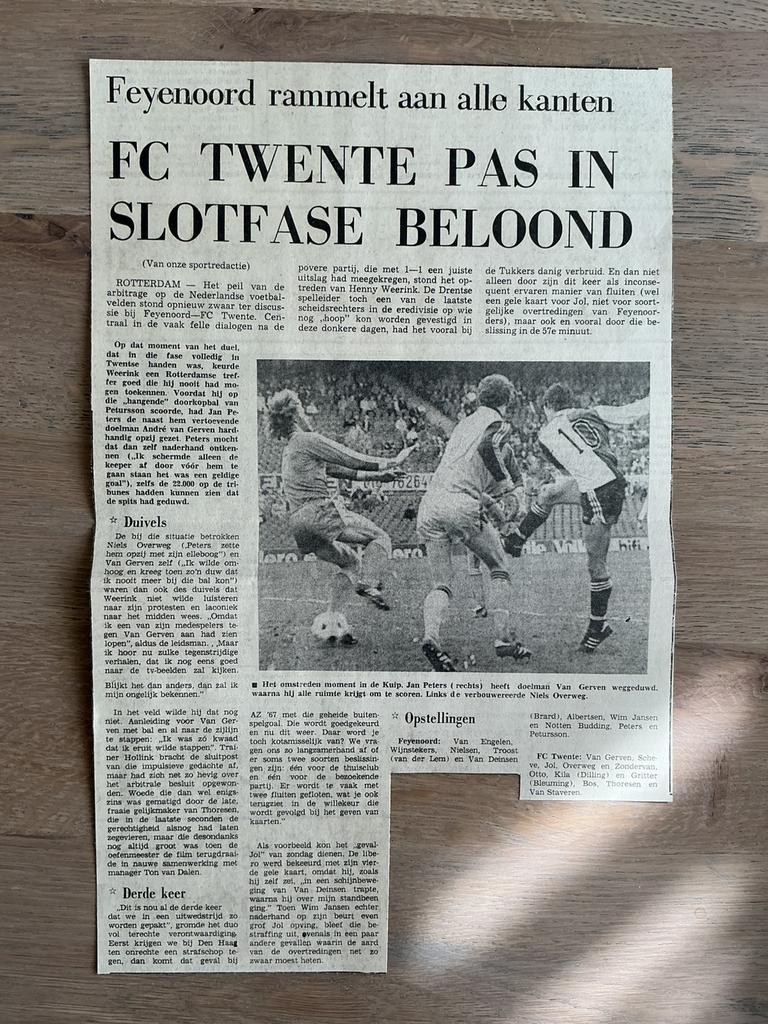 Feyenoord rammelt aan alle kanten
FC TWENTE PAS IN
SLOTFASE BELOOND
(Van onze sportredactie)
ROTTERDAM — Het peil van de
arbitrage op de Nederlandse voetbal-
velden stond opnieuw zwaar ter discus-
sie bij Feyenoord—FC Twente. Cen-
traal in de vaak felle dialogen na de
povere partij, die met 1—1 een juiste
uitslag had meegekregen, stond het op-
treden van Henny Weerink. De Drentse
spelleider toch een van de laatste
scheidsrechters in de eredivisie op wie
nog „hoop" kon worden gevestigd in
deze donkere dagen, had het vooral bij
de Tukkers danig verbruid. En dan niet
alleen door zijn dit keer als inconse-
quent ervaren manier van fluiten (wel
een gele kaart voor Jol, niet voor soort-
gelijke overtredingen van Feyenoor-
ders), maar ook en vooral door die be-
slissing in de 57e minuut.
Op dat moment van het duel,
dat in die fase volledig in
Twentse handen was, keurde
Weerink een Rotterdamse tref-
fer goed die hij nooit had mo-
gen toekennen. Voordat hij op
die „hangende" doorkopbal van
Petursson scoorde, had Jan Pe-
ters de naast hem vertoevende
doelman André van Gerven hard-
handig opzij gezet. Peters mocht
dat dan zelf naderhand ontken-
nen („Ik schermde alleen de
keeper af door vóór hem te
gaan staan het was een geldige
goal"), zelfs de 22.000 op de tri-
bunes hadden kunnen zien dat
de spits had geduwd.
☆ Duivels
De bij die situatie betrokken
Niels Overweg („Peters zette
hem opzij met zijn elleboog") en
Van Gerven zelf („Ik wilde om-
hoog en kreeg toen zo'n duw dat
ik nooit meer bij die bal kon")
waren dan ook des duivels dat
Weerink niet wilde luisteren
naar zijn protesten en laconiek
naar het midden wees. „Omdat
ik een van zijn medespelers te-
gen Van Gerven aan had zien
lopen", aldus de leidsman. „Maar
ik hoor nu zulke tegenstrijdige
verhalen, dat ik nog eens goed
naar de tv-beelden zal kijken.
Blijkt het dan anders, dan zal ik
mijn ongelijk bekennen."
In het veld wilde hij dat nog
niet. Aanleiding voor Van Ger-
ven met bal en al naar de zijlijn
te stappen: „Ik was zó kwaad
dat ik eruit wilde stappen". Trai-
ner Hollink bracht de sluitpost
van die impulsieve gedachte af,
maar had zich net zo hevig over
het arbitrale besluit opgewon-
den. Woede die dan wel enigs-
zins was gematigd door de late,
fraaie gelijkmaker van Thoresen,
die in de laatste seconden de
gerechtigheid alsnog had laten
zegevieren, maar die desondanks
nog altijd groot was toen de
oefenmeester de film terugdraai-
de in nauwe samenwerking met
manager Ton van Dalen.
☆ Derde keer
„Dit is nou al de derde keer
dat we in een uitwedstrijd zo
worden gepakt", gromde het duo
vol terechte verontwaardiging.
Eerst krijgen we bij Den Haag
ten onrechte een strafschop te-
gen, dan komt dat geval bij
AZ '67 met die geheide buiten-
spelgoal. Die wordt goedgekeurd
en nu dit weer. Daar word je
toch kotsmisselijk van? We vra-
gen ons zo langzamerhand af of
er soms twee soorten beslissin-
gen zijn: één voor de thuisclub
en één voor de bezoekende
partij. Er wordt te vaak met
twee fluiten gefloten, wat je ook
terugziet in de willekeur die
wordt gevolgd bij het geven van
kaarten."
Als voorbeeld kon het „geval-
Jol" van zondag dienen. De libe-
ro werd bekeurd met zijn vier-
de gele kaart, omdat hij, zoals
hij zelf zei, „in een schijnbewe-
ging van Van Deinsen trapte,
waarna hij over mijn standbeen
ging." Toen Wim Jansen echter
naderhand op zijn beurt even
grof Jol opving, bleef die be-
straffing uit, evenals in een paar
andere gevallen waarin de aard
van de overtredingen net zo
zwaar moest heten.
010-76264
■ Het omstreden moment in de Kuip. Jan Peters (rechts) heeft doelman Van Gerven weggeduwd,
waarna hij alle ruimte krijgt om te scoren. Links de verbouwereerde Niels Overweg.
☆ Opstellingen
Feyenoord: Van Engelen,
Wijnstekers, Nielsen, Troost
(van der Lem) en Van Deinsen
(Brard), Albertsen, Wim Jansen
en Notten Budding, Peters en
Petursson.
FC Twente: Van Gerven, Sche-
ve, Jol, Overweg en Zondervan,
Otto, Kila (Dilling) en Gritter
(Bleuming), Bos, Thoresen en
Van Staveren.
10